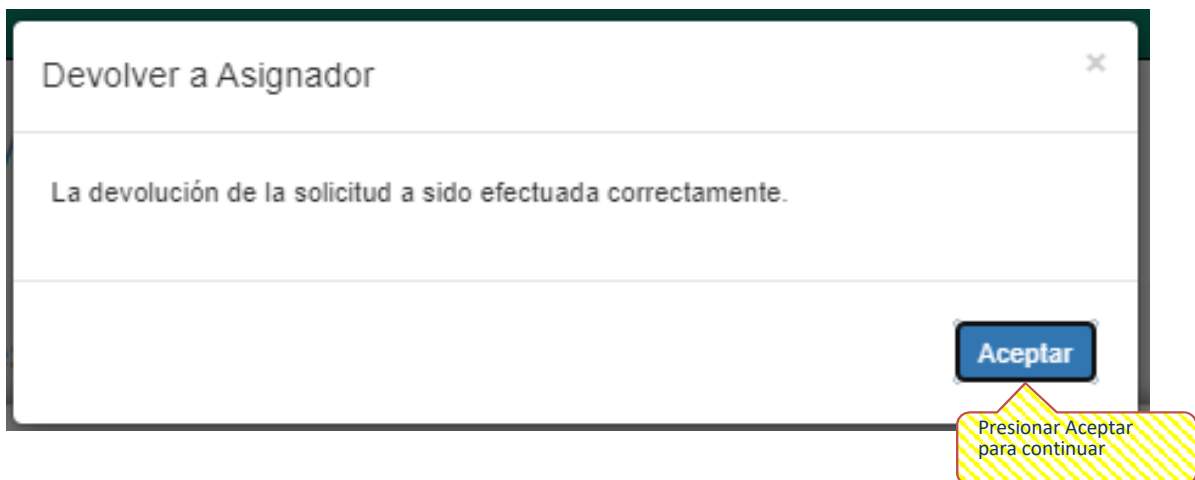 Devolver a Asignador
×
La devolución de la solicitud a sido efectuada correctamente.
Aceptar
Presionar Aceptar
para continuar